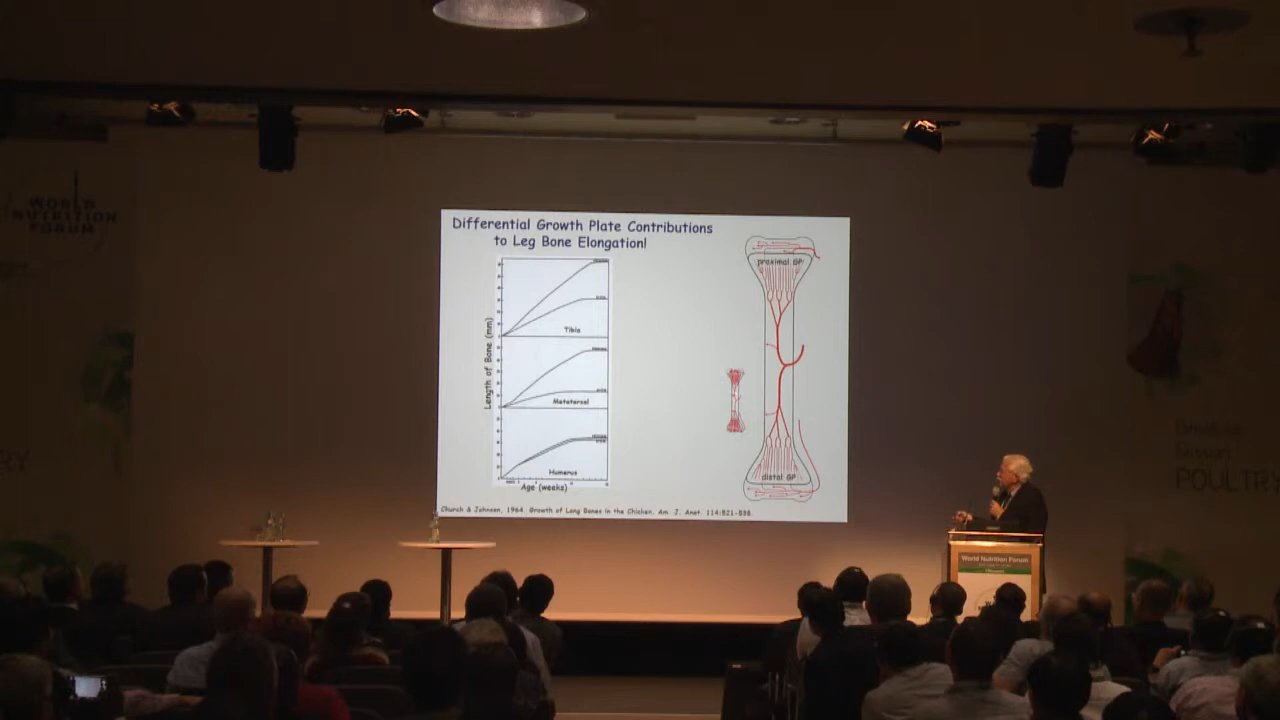 WORLD
NUTRITION
FORUM
Differential Growth Plate Contributions
to Leg Bone Elongation!
proximal GP
Tibia
Length of Bone (mm)
Metatarsal
Humerus
Age (weeks)
distal GP
Church & Johnson, 1964. Growth of Long Bones in the Chicken. Am. J. Anat. 114:521-538.
World Nutrition Forum
POULTRY